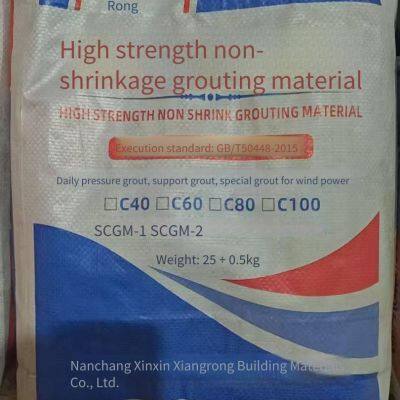 Rong
High strength non-
shrinkage grouting material
HIGH STRENGTH NON SHRINK GROUTING MATERIAL
Execution standard: GB/T50448-2015
Daily pressure grout, support grout, special grout for wind power
□C40 □C60 □C80 □C100
SCGM-1 SCGM-2
Weight: 25 + 0.5kg
Nanchang Xinxin Xiangrong Building Materials
Co., Ltd.